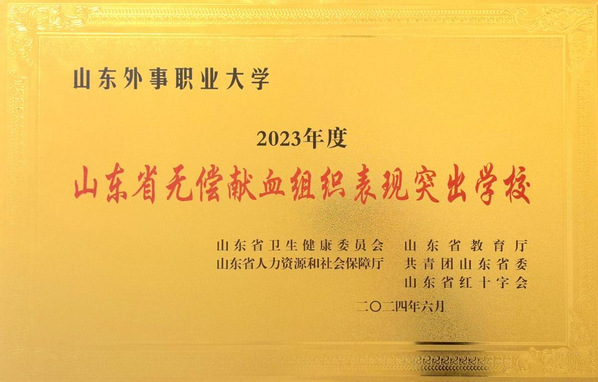 山东外事职业大学
2023年度
山东省无偿献血组织表现突出学校
山东省卫生健康委员会 山东省教育厅
山东省人力资源和社会保障厅 共青团山东省委
山东省红十字会
二〇二四年六月